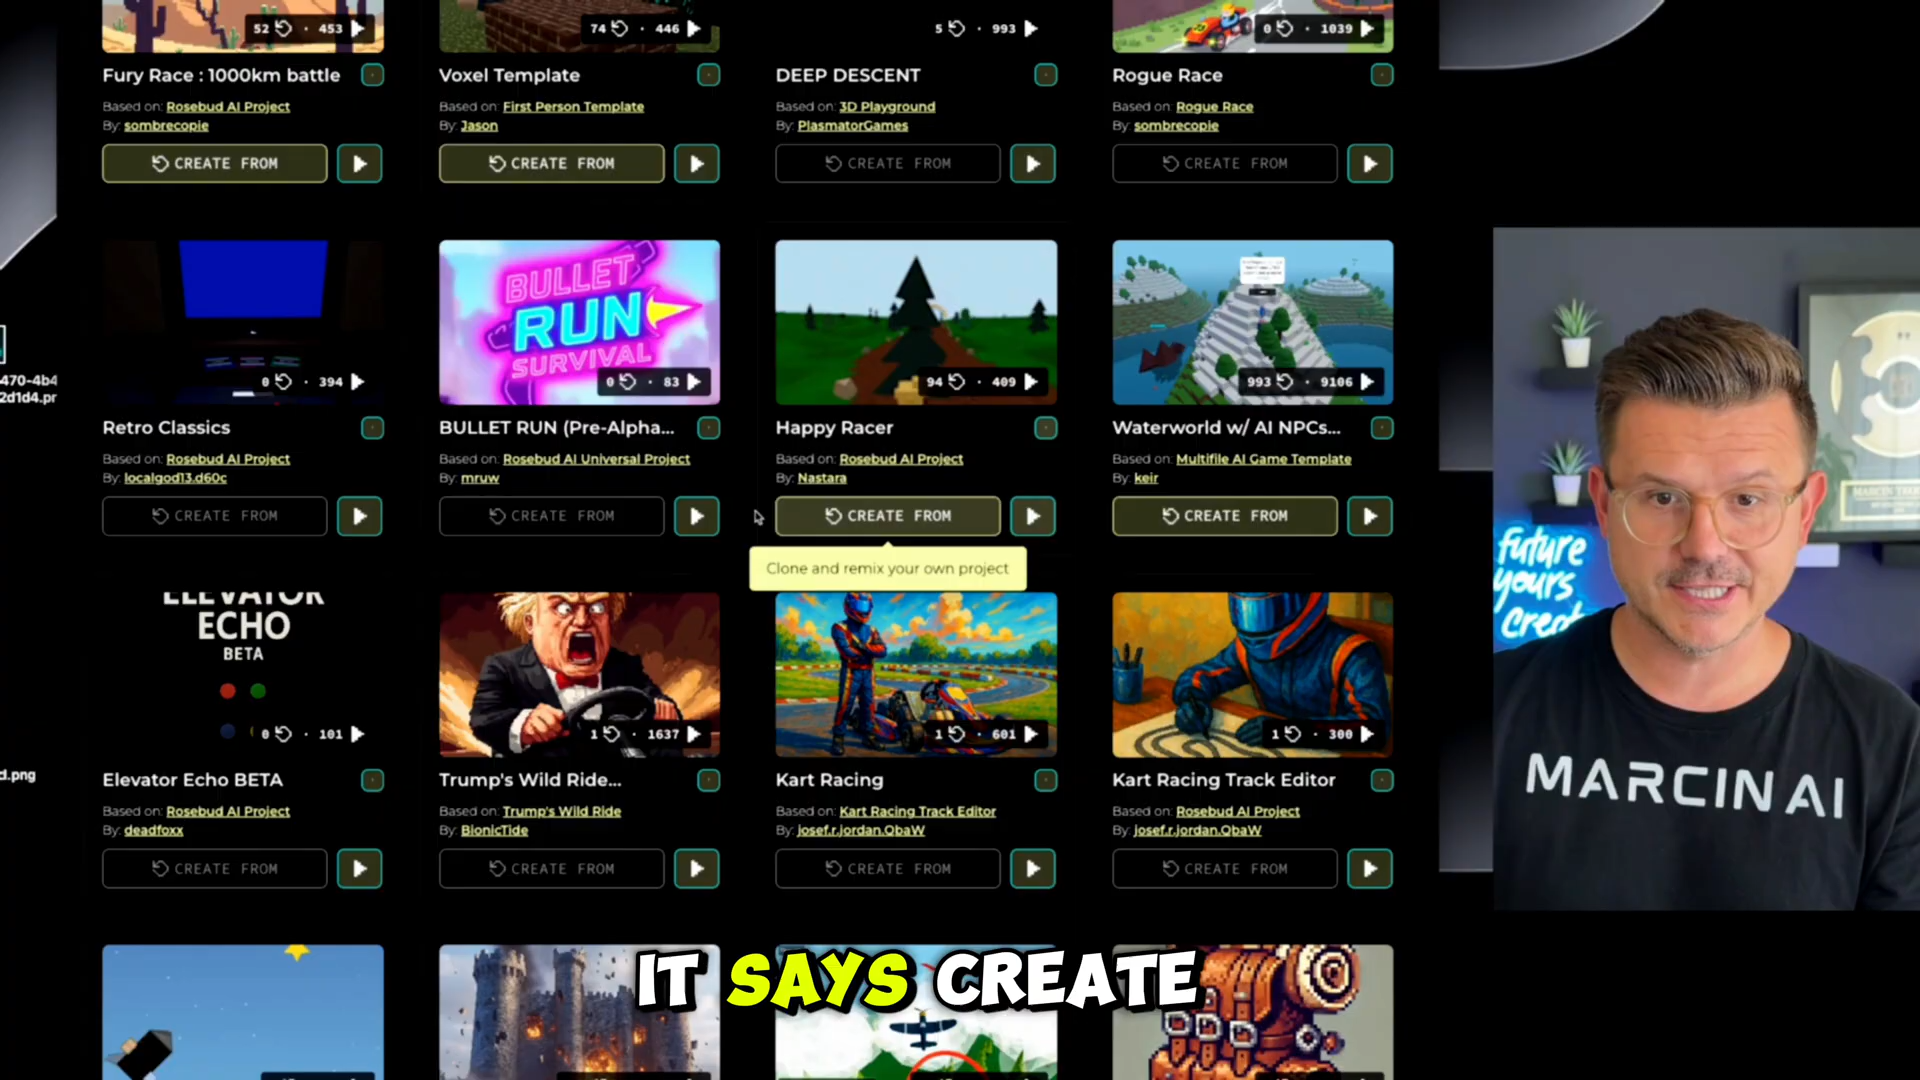 52 · 453
74 · 446
5 · 993
0 · 1039
Fury Race : 1000km battle
Voxel Template
DEEP DESCENT
Rogue Race
Based on: Rosebud AI Project
Based on: First Person Template
Based on: 3D Playground
Based on: Rogue Race
By: sombrecopie
By: Jason
By: PlasmatorGames
By: sombrecopie
CREATE FROM
CREATE FROM
CREATE FROM
CREATE FROM
BULLET
RUN
SURVIVAL
0 · 394
0 · 83
94 · 409
993 · 9106
470-4b4
2d1d4.pr
Retro Classics
BULLET RUN (Pre-Alpha...
Happy Racer
Waterworld w/ AI NPCs...
Based on: Rosebud AI Project
Based on: Rosebud AI Universal Project
Based on: Rosebud AI Project
Based on: Multifile AI Game Template
By: localgod13.d60c
By: mruw
By: Nastara
By: keir
CREATE FROM
CREATE FROM
CREATE FROM
CREATE FROM
Clone and remix your own project
future
yours
Creat
MARCIN AI
ELEVATOR
ECHO
BETA
0 · 101
1 · 1637
1 · 601
1 · 300
d.png
Elevator Echo BETA
Trump's Wild Ride...
Kart Racing
Kart Racing Track Editor
Based on: Rosebud AI Project
Based on: Trump's Wild Ride
Based on: Kart Racing Track Editor
Based on: Rosebud AI Project
By: deadfoxx
By: BionicTide
By: josef.r.jordan.QbaW
By: josef.r.jordan.QbaW
CREATE FROM
CREATE FROM
CREATE FROM
CREATE FROM
IT SAYS CREATE